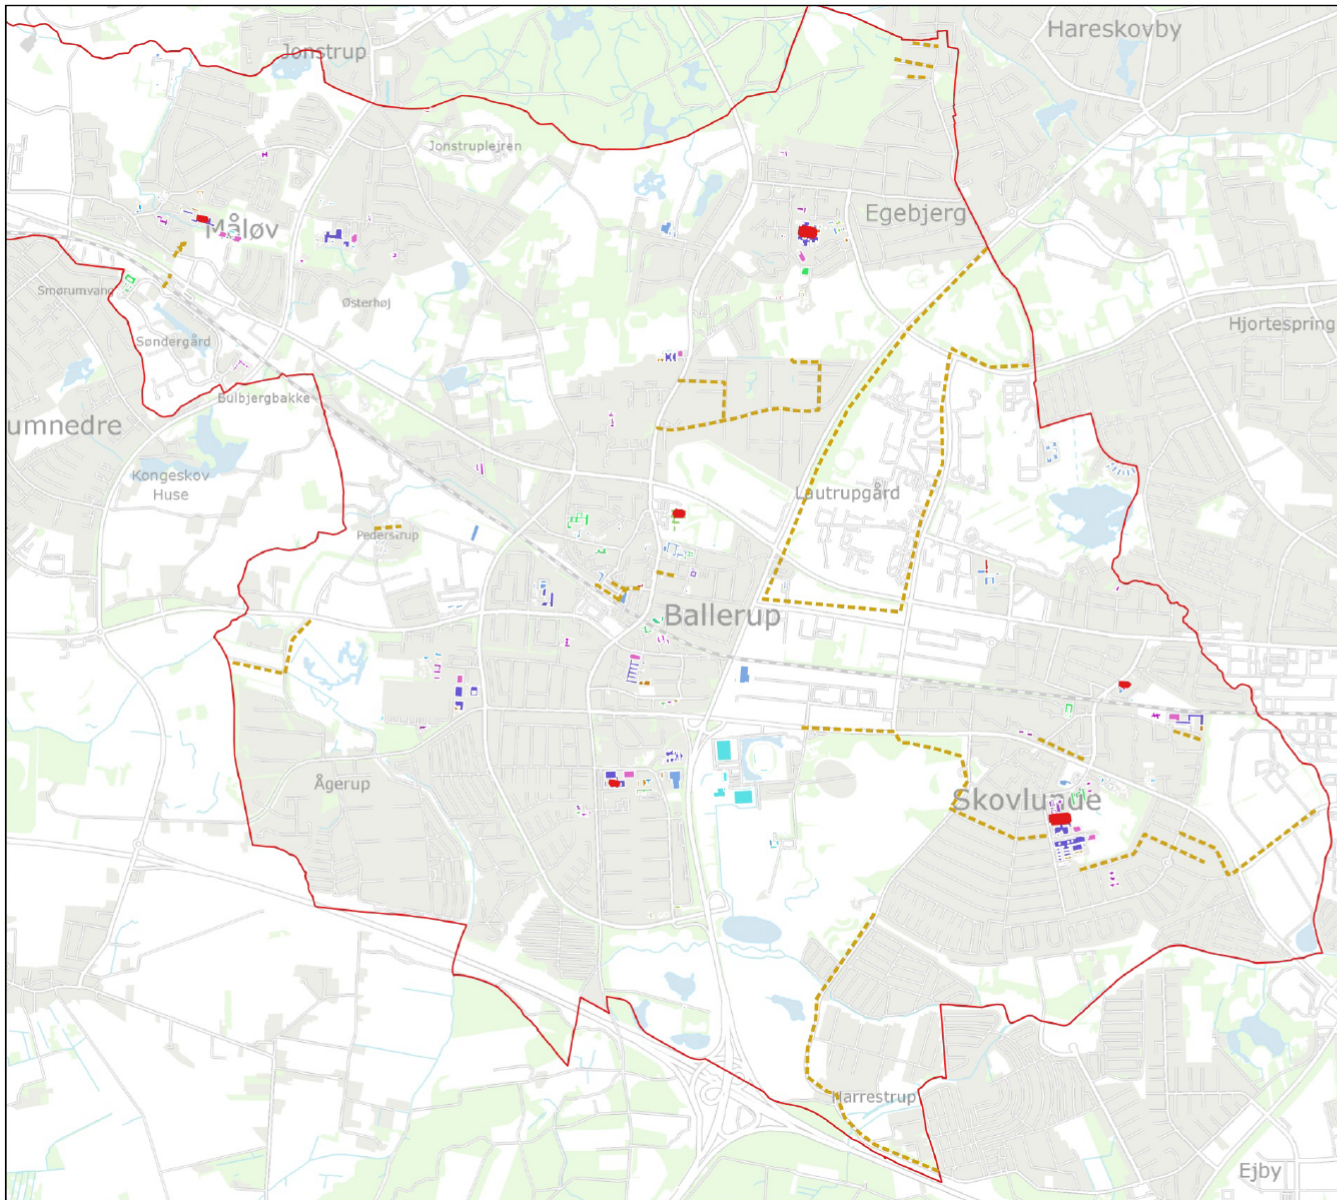 Hareskovby
Jonstrup
Jonstruplejren
Egebjerg
Måløv
Smørumvang
Østerhøj
Søndergård
Hjortespring
Bulbjergbakke
umnedre
Kongeskov
Huse
Lautrupgård
Pederstrup
Ballerup
Ågerup
Skovlunde
Harrestrup
Ejby